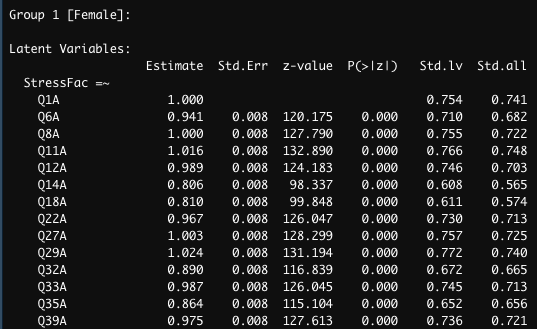 Group 1 [Female]:
Latent Variables:
Estimate Std.Err z-value P(>|z|) Std.lv Std.all
StressFac =~
Q1A 1.000 0.754 0.741
Q6A 0.941 0.008 120.175 0.000 0.710 0.682
Q8A 1.000 0.008 127.790 0.000 0.755 0.722
Q11A 1.016 0.008 132.890 0.000 0.766 0.748
Q12A 0.989 0.008 124.183 0.000 0.746 0.703
Q14A 0.806 0.008 98.337 0.000 0.608 0.565
Q18A 0.810 0.008 99.848 0.000 0.611 0.574
Q22A 0.967 0.008 126.047 0.000 0.730 0.713
Q27A 1.003 0.008 128.299 0.000 0.757 0.725
Q29A 1.024 0.008 131.194 0.000 0.772 0.740
Q32A 0.890 0.008 116.839 0.000 0.672 0.665
Q33A 0.987 0.008 126.045 0.000 0.745 0.713
Q35A 0.864 0.008 115.104 0.000 0.652 0.656
Q39A 0.975 0.008 127.613 0.000 0.736 0.721